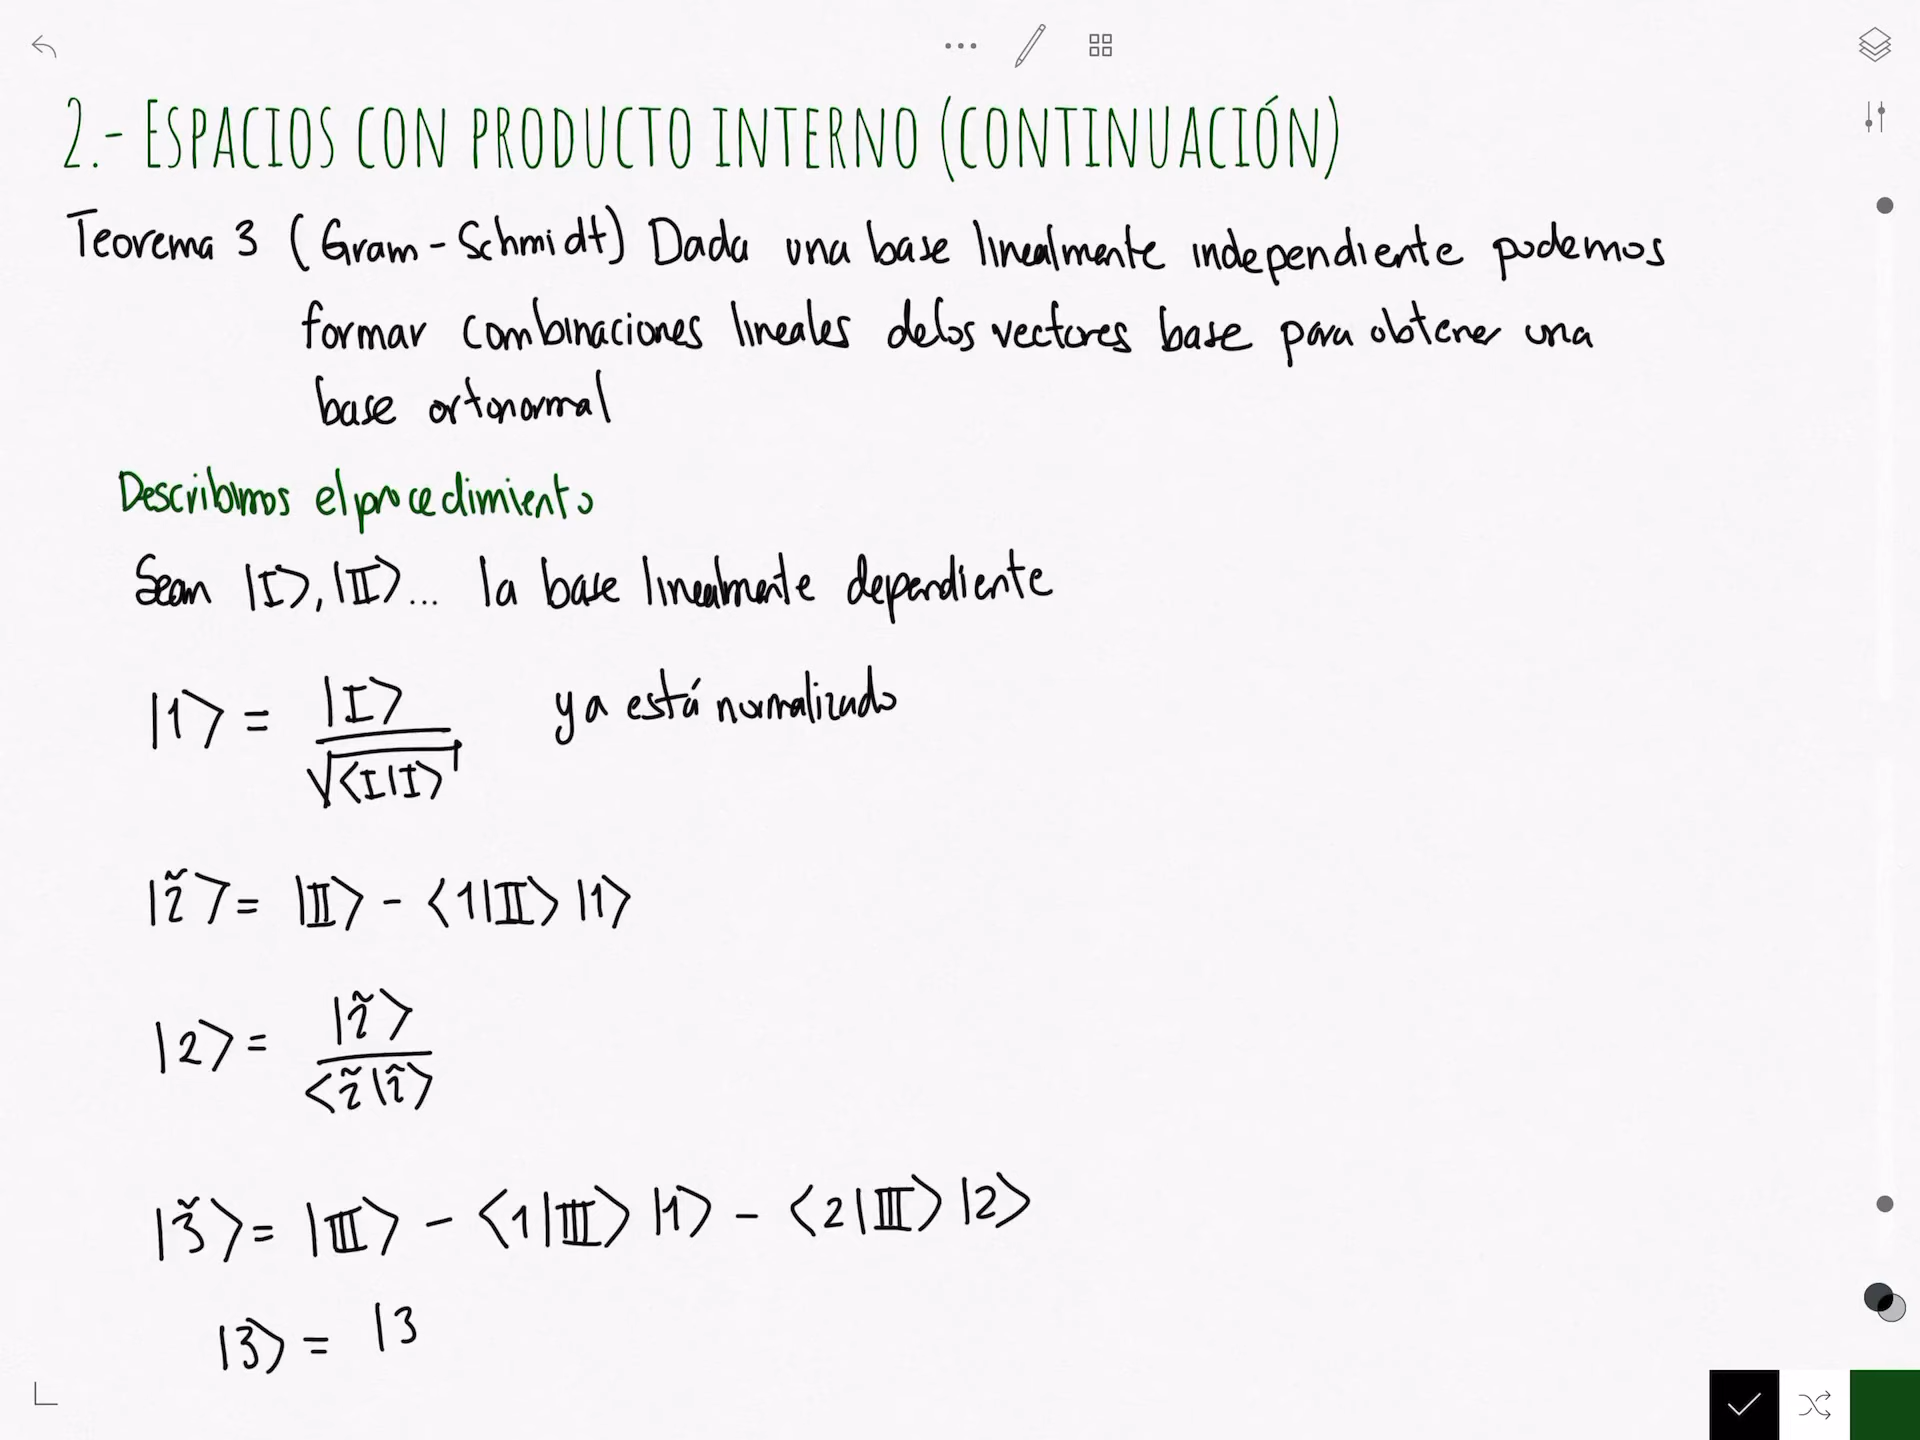 2.- ESPACIOS CON PRODUCTO INTERNO (CONTINUACIÓN)
Teorema 3 (Gram-Schmidt) Dada una base linealmente independiente podemos
formar combinaciones lineales de los vectores base para obtener una
base ortonormal
Describimos el procedimiento
Sean |I⟩, |II⟩... la base linealmente dependiente
|1⟩ = |I⟩ / √⟨I|I⟩ ya está normalizado
|2̃⟩ = |II⟩ - ⟨1|II⟩ |1⟩
|2⟩ = |2̃⟩ / ⟨2̃|2̃⟩
|3̃⟩ = |III⟩ - ⟨1|III⟩ |1⟩ - ⟨2|III⟩ |2⟩
|3⟩ = |3